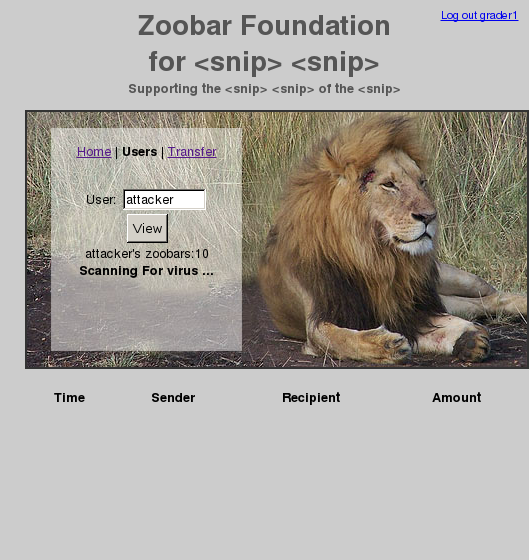 Log out grader1
Zoobar Foundation
for <snip> <snip>
Supporting the <snip> <snip> of the <snip>
Home | Users | Transfer
User: attacker
View
attacker's zoobars:10
Scanning For virus ...
Time Sender Recipient Amount